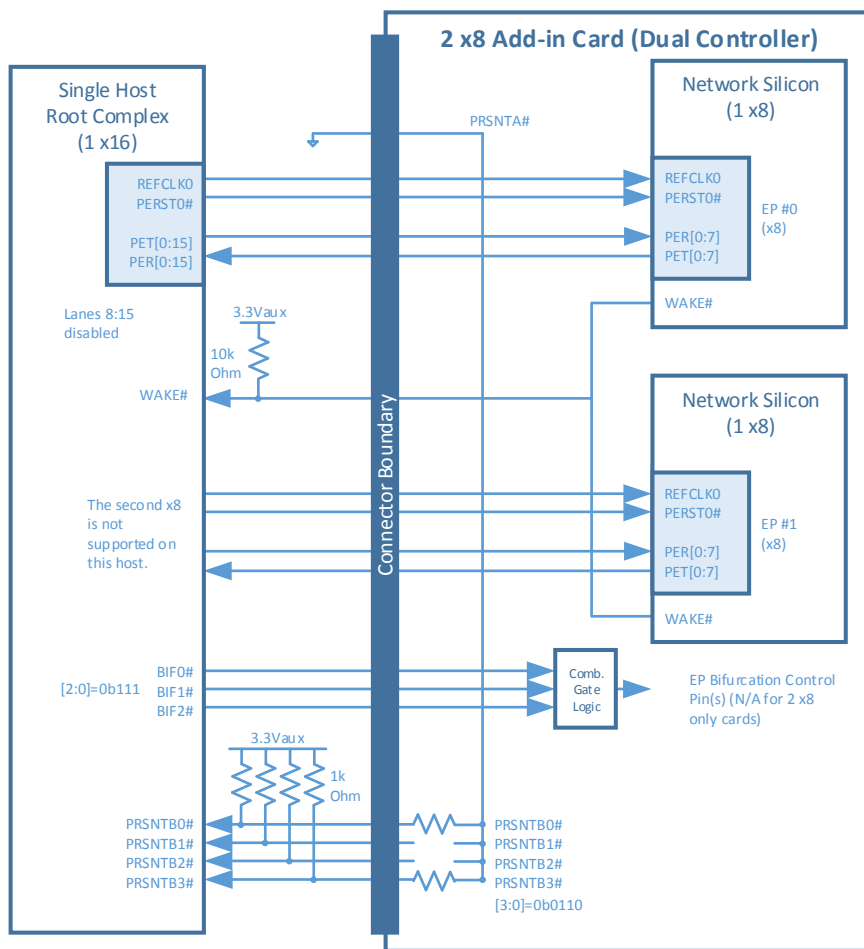 2 x8 Add-in Card (Dual Controller)
Single Host
Root Complex
(1 x16)
REFCLK0
PERST0#
PET[0:15]
PER[0:15]
Lanes 8:15
disabled
3.3Vaux
10k
Ohm
WAKE#
The second x8
is not
supported on
this host.
[2:0]=0b111
BIF0#
BIF1#
BIF2#
3.3Vaux
1k
Ohm
PRSNTB0#
PRSNTB1#
PRSNTB2#
PRSNTB3#
Connector Boundary
PRSNTA#
Network Silicon
(1 x8)
REFCLK0
PERST0#
PER[0:7]
PET[0:7]
EP #0
(x8)
WAKE#
Network Silicon
(1 x8)
REFCLK0
PERST0#
PER[0:7]
PET[0:7]
EP #1
(x8)
WAKE#
Comb.
Gate
Logic
EP Bifurcation Control
Pin(s) (N/A for 2 x8
only cards)
PRSNTB0#
PRSNTB1#
PRSNTB2#
PRSNTB3#
[3:0]=0b0110